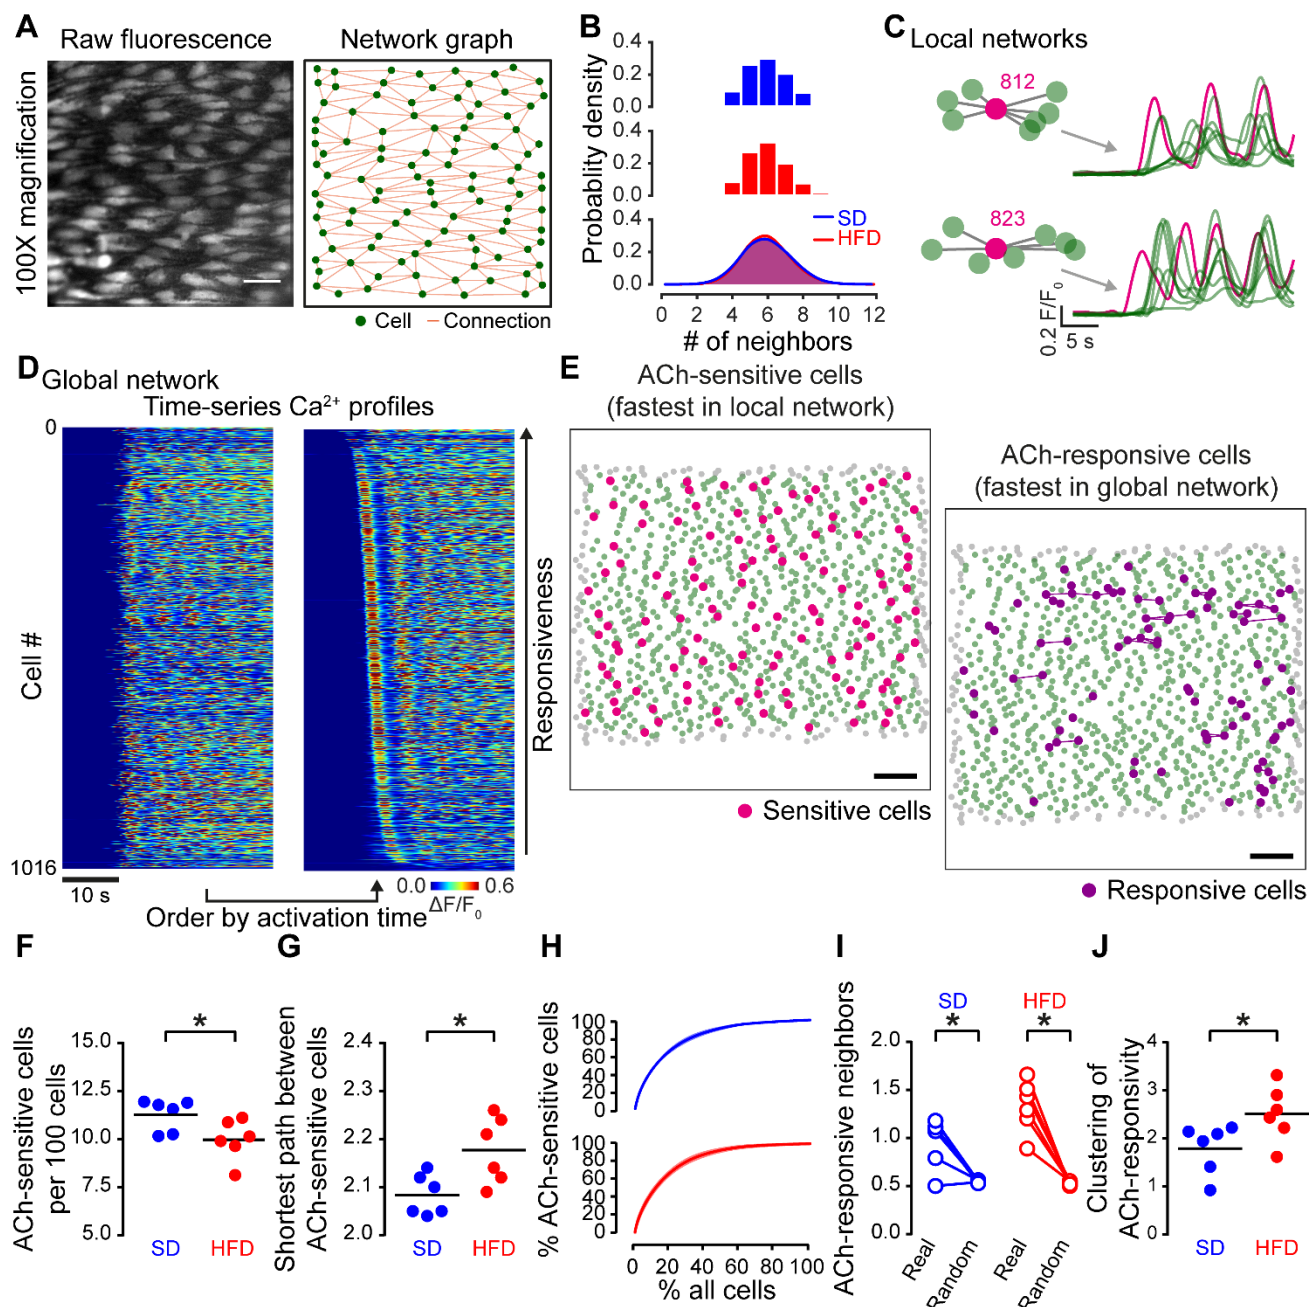 A
Raw fluorescence
Network graph
100X magnification
Cell
Connection
B
Probablity density
0.4
0.2
0.0
0.4
0.2
0.0
0.4
0.2
0.0
SD
HFD
0 2 4 6 8 10 12
# of neighbors
C
Local networks
812
823
0.2 F/F0
5 s
D
Global network
Time-series Ca2+ profiles
0
Cell #
1016
10 s
Order by activation time
0.0 0.6
ΔF/F0
Responsiveness
E
ACh-sensitive cells
(fastest in local network)
Sensitive cells
ACh-responsive cells
(fastest in global network)
Responsive cells
F
ACh-sensitive cells
per 100 cells
15.0
12.5
10.0
7.5
5.0
*
SD
HFD
G
Shortest path between
ACh-sensitive cells
2.4
2.3
2.2
2.1
2.0
*
SD
HFD
H
% ACh-sensitive cells
100
80
60
40
20
0
100
80
60
40
20
0
0 20 40 60 80 100
% all cells
I
ACh-responsive neighbors
SD
HFD
* *
2.0
1.5
1.0
0.5
0.0
Real
Random
Real
Random
J
Clustering of
ACh-responsivity
4
3
2
1
0
*
SD
HFD